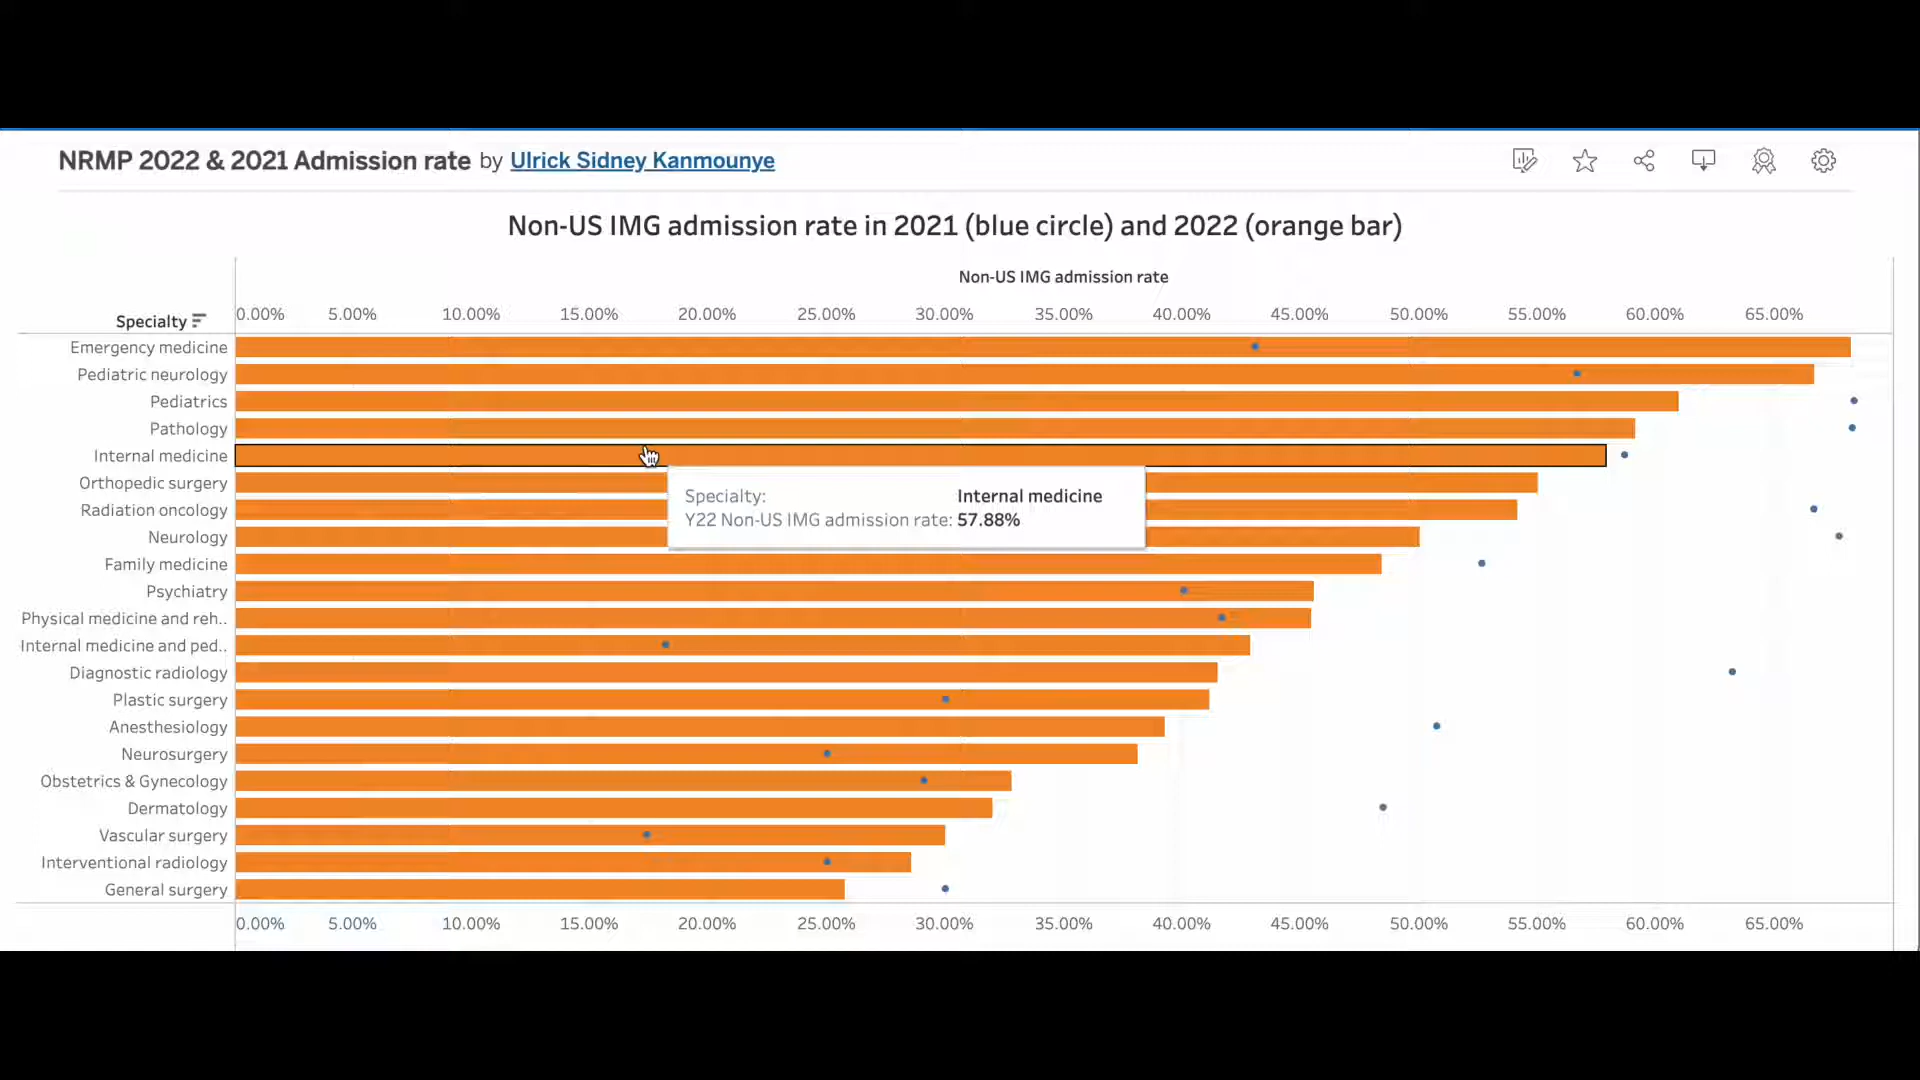 NRMP 2022 & 2021 Admission rate by Ulrick Sidney Kanmounye
Non-US IMG admission rate in 2021 (blue circle) and 2022 (orange bar)
Non-US IMG admission rate
Specialty 0.00% 5.00% 10.00% 15.00% 20.00% 25.00% 30.00% 35.00% 40.00% 45.00% 50.00% 55.00% 60.00% 65.00%
Emergency medicine
Pediatric neurology
Pediatrics
Pathology
Internal medicine
Orthopedic surgery
Specialty: Internal medicine
Y22 Non-US IMG admission rate: 57.88%
Radiation oncology
Neurology
Family medicine
Psychiatry
Physical medicine and reh..
Internal medicine and ped..
Diagnostic radiology
Plastic surgery
Anesthesiology
Neurosurgery
Obstetrics & Gynecology
Dermatology
Vascular surgery
Interventional radiology
General surgery
0.00% 5.00% 10.00% 15.00% 20.00% 25.00% 30.00% 35.00% 40.00% 45.00% 50.00% 55.00% 60.00% 65.00%